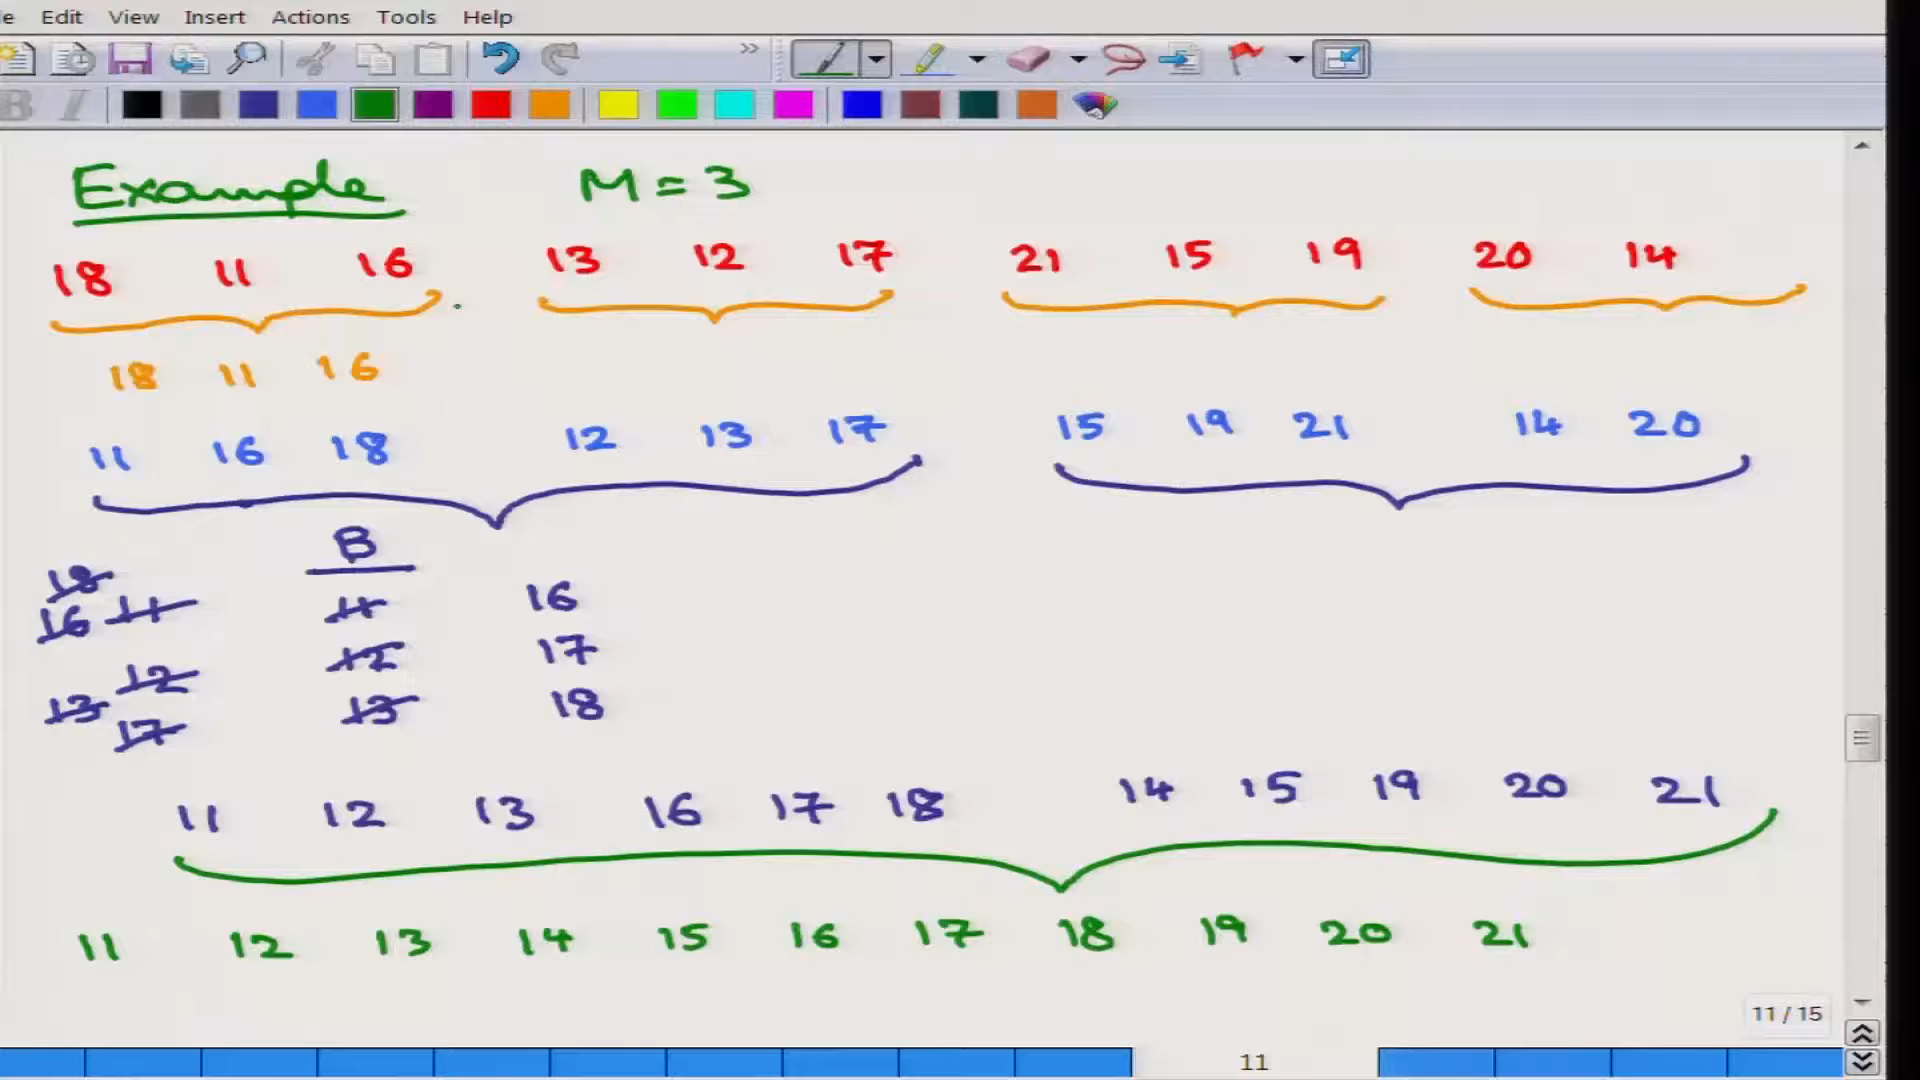 Edit View Insert Actions Tools Help
B I
Example M = 3
18 11 16 13 12 17 21 15 19 20 14
18 11 16
11 16 18 12 13 17 15 19 21 14 20
B
18
16 11 11 16
12 12 17
13 13 18
17
11 12 13 16 17 18 14 15 19 20 21
11 12 13 14 15 16 17 18 19 20 21
11 / 15
11